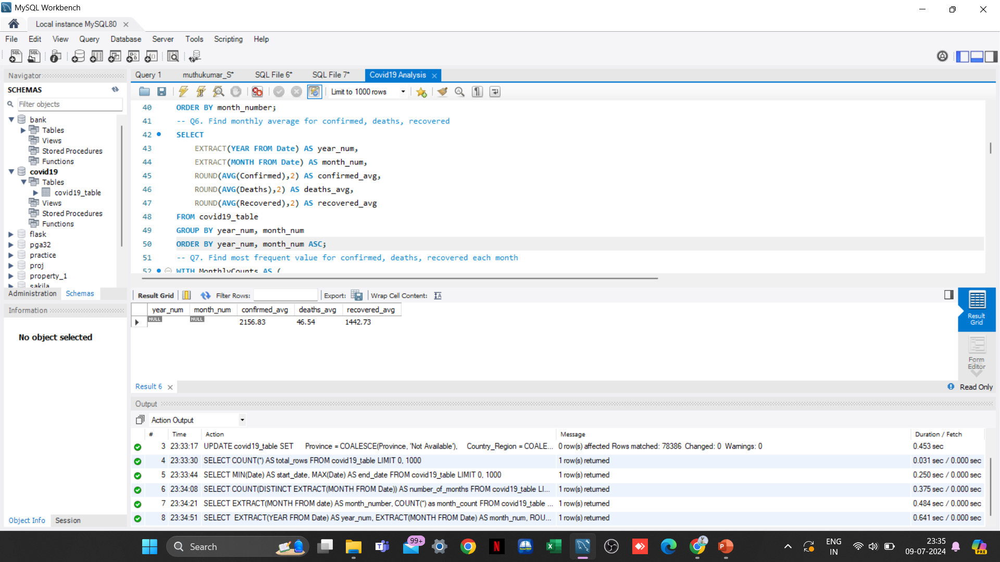 MySQL Workbench
Local instance MySQL80
File Edit View Query Database Server Tools Scripting Help
Navigator
SCHEMAS
Filter objects
bank
Tables
Views
Stored Procedures
Functions
covid19
Tables
covid19_table
Views
Stored Procedures
Functions
flask
pga32
practice
proj
property_1
sakila
Administration Schemas
Information
No object selected
Object Info Session
Query 1 muthukumar_S* SQL File 6* SQL File 7* Covid19 Analysis
Limit to 1000 rows
40 ORDER BY month_number;
41 -- Q6. Find monthly average for confirmed, deaths, recovered
42 SELECT
43 EXTRACT(YEAR FROM Date) AS year_num,
44 EXTRACT(MONTH FROM Date) AS month_num,
45 ROUND(AVG(Confirmed),2) AS confirmed_avg,
46 ROUND(AVG(Deaths),2) AS deaths_avg,
47 ROUND(AVG(Recovered),2) AS recovered_avg
48 FROM covid19_table
49 GROUP BY year_num, month_num
50 ORDER BY year_num, month_num ASC;
51 -- Q7. Find most frequent value for confirmed, deaths, recovered each month
52 WITH MonthlyCounts AS (
Result Grid Filter Rows: Export: Wrap Cell Content:
year_num month_num confirmed_avg deaths_avg recovered_avg
NULL NULL 2156.83 46.54 1442.73
Result Grid
Form Editor
Result 6
Read Only
Output
Action Output
# Time Action Message Duration / Fetch
3 23:33:17 UPDATE covid19_table SET Province = COALESCE(Province, 'Not Available'), Country_Region = COALE... 0 row(s) affected Rows matched: 78386 Changed: 0 Warnings: 0 0.453 sec
4 23:33:30 SELECT COUNT(*) AS total_rows FROM covid19_table LIMIT 0, 1000 1 row(s) returned 0.031 sec / 0.000 sec
5 23:33:44 SELECT MIN(Date) AS start_date, MAX(Date) AS end_date FROM covid19_table LIMIT 0, 1000 1 row(s) returned 0.250 sec / 0.000 sec
6 23:34:08 SELECT COUNT(DISTINCT EXTRACT(MONTH FROM Date)) AS number_of_months FROM covid19_table LI... 1 row(s) returned 0.375 sec / 0.000 sec
7 23:34:21 SELECT EXTRACT(MONTH FROM date) AS month_number, COUNT(*) as month_count FROM covid19_table ... 1 row(s) returned 0.484 sec / 0.000 sec
8 23:34:51 SELECT EXTRACT(YEAR FROM Date) AS year_num, EXTRACT(MONTH FROM Date) AS month_num, ROU... 1 row(s) returned 0.641 sec / 0.000 sec
Search
99+
ENG
IN
23:35
09-07-2024
PRE